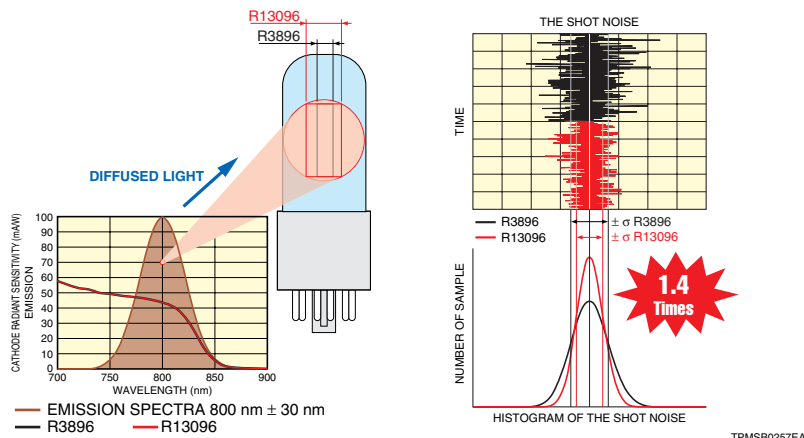 R13096
R3896
DIFFUSED LIGHT
CATHODE RADIANT SENSITIVITY (mA/W)
EMISSION
100
90
80
70
60
50
40
30
20
10
0
700
750
800
850
900
WAVELENGTH (nm)
EMISSION SPECTRA 800 nm ± 30 nm
R3896 R13096
THE SHOT NOISE
TIME
R3896 ± σ R3896
R13096 ± σ R13096
NUMBER OF SAMPLE
1.4
Times
HISTOGRAM OF THE SHOT NOISE
TPMSB0257EA